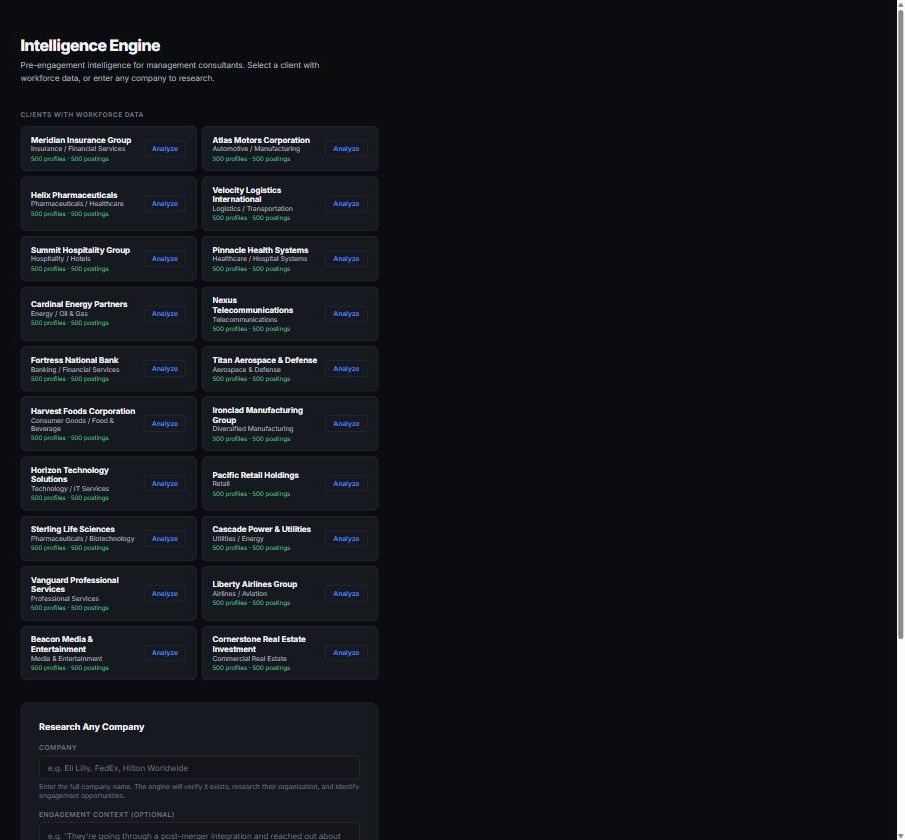 Intelligence Engine
Pre-engagement intelligence for management consultants. Select a client with
workforce data, or enter any company to research.
CLIENTS WITH WORKFORCE DATA
Meridian Insurance Group
Insurance / Financial Services
500 profiles · 500 postings
Analyze
Atlas Motors Corporation
Automotive / Manufacturing
500 profiles · 500 postings
Analyze
Helix Pharmaceuticals
Pharmaceuticals / Healthcare
500 profiles · 500 postings
Analyze
Velocity Logistics
International
Logistics / Transportation
500 profiles · 500 postings
Analyze
Summit Hospitality Group
Hospitality / Hotels
500 profiles · 500 postings
Analyze
Pinnacle Health Systems
Healthcare / Hospital Systems
500 profiles · 500 postings
Analyze
Cardinal Energy Partners
Energy / Oil & Gas
500 profiles · 500 postings
Analyze
Nexus
Telecommunications
Telecommunications
500 profiles · 500 postings
Analyze
Fortress National Bank
Banking / Financial Services
500 profiles · 500 postings
Analyze
Titan Aerospace & Defense
Aerospace & Defense
500 profiles · 500 postings
Analyze
Harvest Foods Corporation
Consumer Goods / Food &
Beverage
500 profiles · 500 postings
Analyze
Ironclad Manufacturing
Group
Diversified Manufacturing
500 profiles · 500 postings
Analyze
Horizon Technology
Solutions
Technology / IT Services
500 profiles · 500 postings
Analyze
Pacific Retail Holdings
Retail
500 profiles · 500 postings
Analyze
Sterling Life Sciences
Pharmaceuticals / Biotechnology
500 profiles · 500 postings
Analyze
Cascade Power & Utilities
Utilities / Energy
500 profiles · 500 postings
Analyze
Vanguard Professional
Services
Professional Services
500 profiles · 500 postings
Analyze
Liberty Airlines Group
Airlines / Aviation
500 profiles · 500 postings
Analyze
Beacon Media &
Entertainment
Media & Entertainment
500 profiles · 500 postings
Analyze
Cornerstone Real Estate
Investment
Commercial Real Estate
500 profiles · 500 postings
Analyze
Research Any Company
COMPANY
e.g. Eli Lilly, FedEx, Hilton Worldwide
Enter the full company name. The engine will verify it exists, research their organization, and identify
engagement opportunities.
ENGAGEMENT CONTEXT (OPTIONAL)
e.g. "They're going through a post-merger integration and reached out about